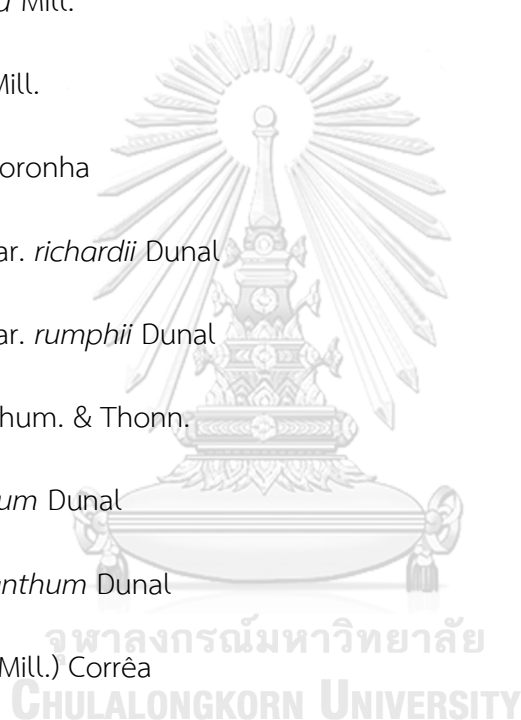 Mill.
Mill.
oronha
ar. richardii Dunal
ar. rumphii Dunal
hum. & Thonn.
um Dunal
anthum Dunal
จุฬาลงกรณ์มหาวิทยาลัย
Mill.) Corrêa
CHULALONGKORN UNIVERSITY